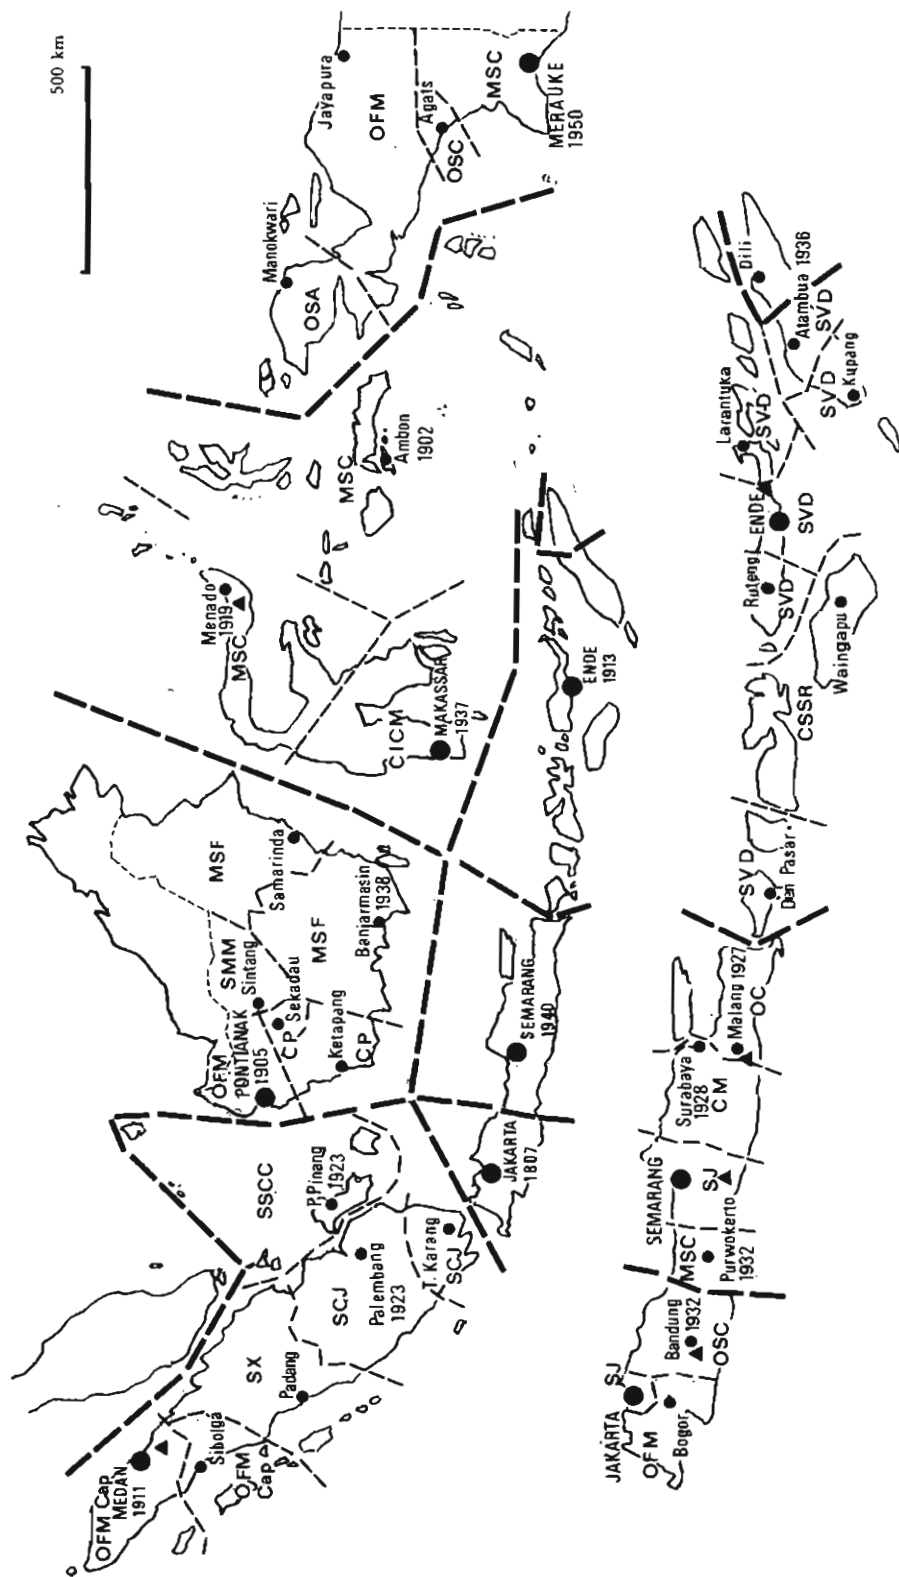 500 km
OFM Cap
MEDAN
1911
Sibolga
OFM
Cap
SX
Padang
SCJ
Palembang
1923
SSCC
P.Pinang
1923
T. Karang
SCJ
JAKARTA
1807
OFM
PONTIANAK
1905
SMM
Sintang
CP
Sekadau
Ketapang
CP
MSF
Samarinda
MSF
Banjarmasin
1938
SEMARANG
1940
Menado
1919
MSC
CICM
MAKASSAR
1937
ENDE
1913
MSC
Ambon
1902
Manokwari
OSA
Jayapura
OFM
Agats
OSC
MSC
MERAUKE
1950
JAKARTA
SJ
OFM
Bogor
Bandung
1932
OSC
MSC
Purwokerto
1932
SEMARANG
SJ
Surabaya
1928
CM
Malang 1927
OC
SVD
Den Pasar
CSSR
Waingapu
Ruteng
SVD
ENDE
SVD
Larantuka
SVD
Dili
Atambua 1936
SVD
SVD
Kupang